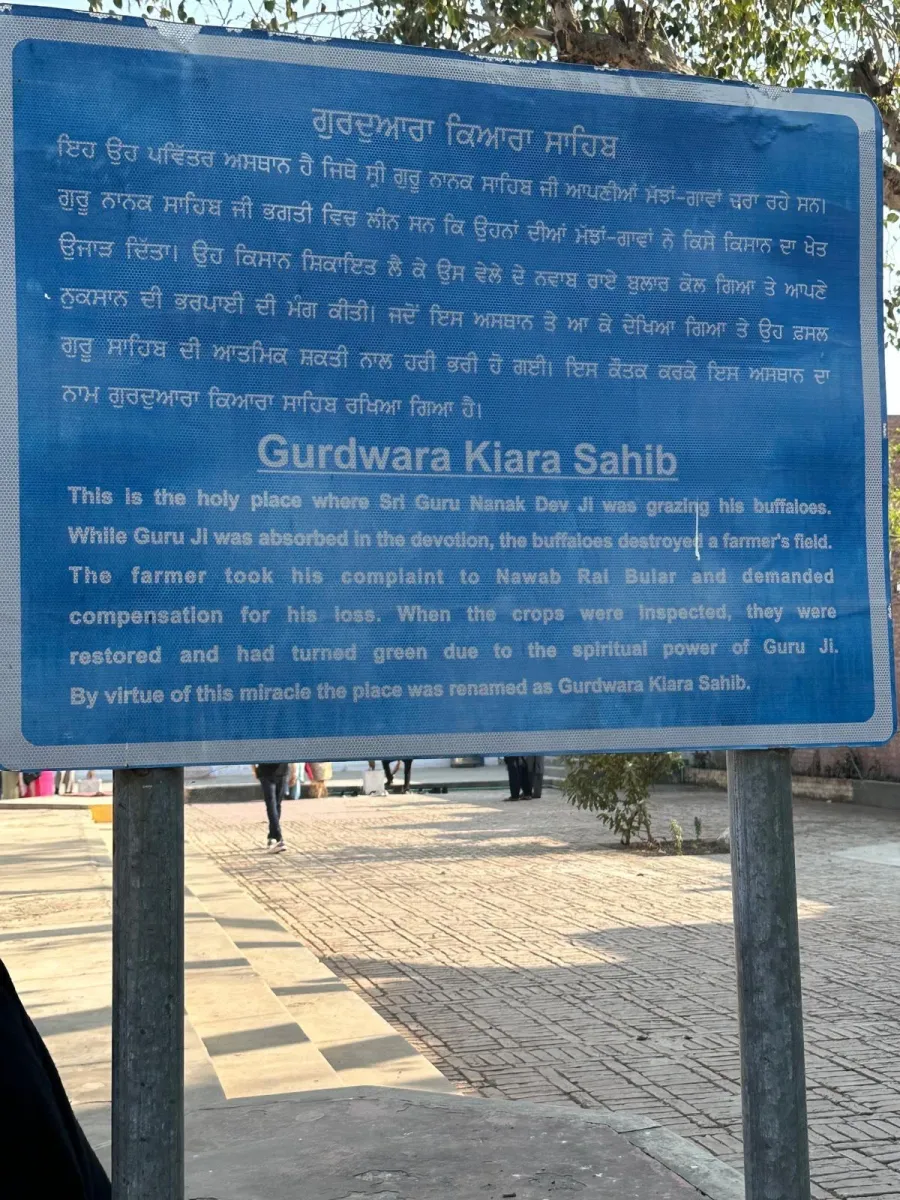 ਗੁਰਦੁਆਰਾ ਕਿਆਰਾ ਸਾਹਿਬ
ਇਹ ਉਹ ਪਵਿੱਤਰ ਅਸਥਾਨ ਹੈ ਜਿਥੇ ਸ੍ਰੀ ਗੁਰੂ ਨਾਨਕ ਸਾਹਿਬ ਜੀ ਆਪਣੀਆਂ ਮੱਝਾਂ-ਗਾਵਾਂ ਚਰਾ ਰਹੇ ਸਨ।
ਗੁਰੂ ਨਾਨਕ ਸਾਹਿਬ ਜੀ ਭਗਤੀ ਵਿਚ ਲੀਨ ਸਨ ਕਿ ਉਹਨਾਂ ਦੀਆਂ ਮੱਝਾਂ-ਗਾਵਾਂ ਨੇ ਕਿਸੇ ਕਿਸਾਨ ਦਾ ਖੇਤ
ਉਜਾੜ ਦਿੱਤਾ। ਉਹ ਕਿਸਾਨ ਸ਼ਿਕਾਇਤ ਲੈ ਕੇ ਉਸ ਵੇਲੇ ਦੇ ਨਵਾਬ ਰਾਏ ਬੁਲਾਰ ਕੋਲ ਗਿਆ ਤੇ ਆਪਣੇ
ਨੁਕਸਾਨ ਦੀ ਭਰਪਾਈ ਦੀ ਮੰਗ ਕੀਤੀ। ਜਦੋਂ ਇਸ ਅਸਥਾਨ ਤੇ ਆ ਕੇ ਦੇਖਿਆ ਗਿਆ ਤੇ ਉਹ ਫ਼ਸਲ
ਗੁਰੂ ਸਾਹਿਬ ਦੀ ਆਤਮਿਕ ਸ਼ਕਤੀ ਨਾਲ ਹਰੀ ਭਰੀ ਹੋ ਗਈ। ਇਸ ਕੌਤਕ ਕਰਕੇ ਇਸ ਅਸਥਾਨ ਦਾ
ਨਾਮ ਗੁਰਦੁਆਰਾ ਕਿਆਰਾ ਸਾਹਿਬ ਰਖਿਆ ਗਿਆ ਹੈ।
Gurdwara Kiara Sahib
This is the holy place where Sri Guru Nanak Dev Ji was grazing his buffaloes.
While Guru Ji was absorbed in the devotion, the buffaloes destroyed a farmer's field.
The farmer took his complaint to Nawab Rai Bular and demanded
compensation for his loss. When the crops were inspected, they were
restored and had turned green due to the spiritual power of Guru Ji.
By virtue of this miracle the place was renamed as Gurdwara Kiara Sahib.